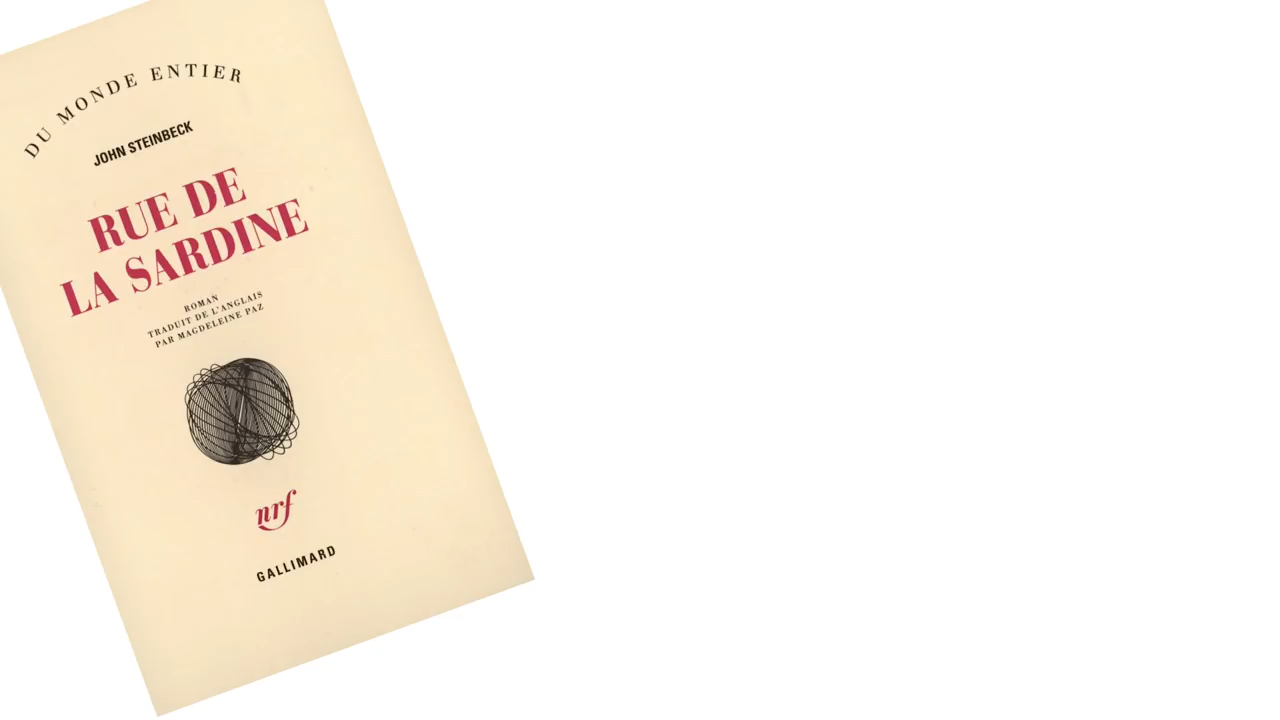 DU MONDE ENTIER
JOHN STEINBECK
RUE DE
LA SARDINE
ROMAN
TRADUIT DE L'ANGLAIS
PAR MAGDELEINE PAZ
nrf
GALLIMARD